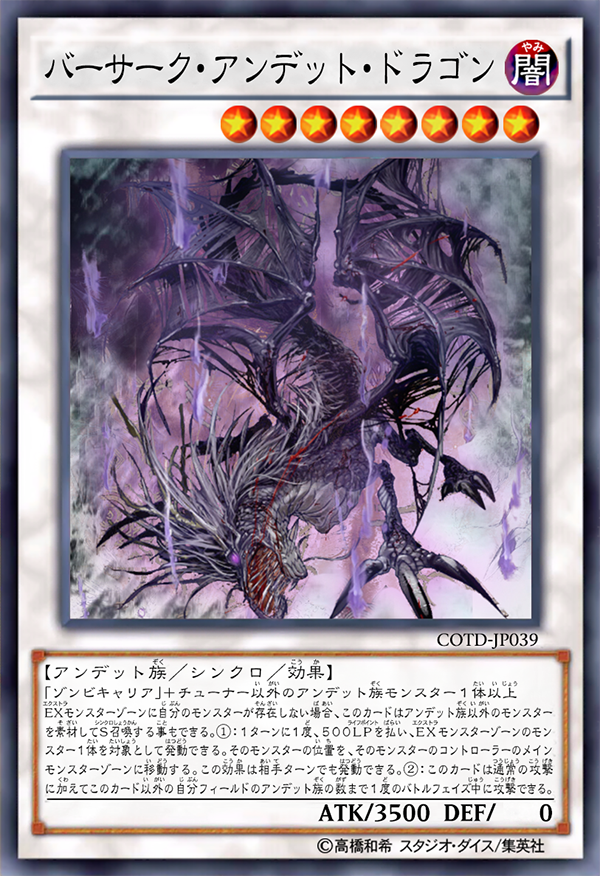 バーサーク・アンデット・ドラゴン
やみ
闇
COTD-JP039
【アンデット族／シンクロ／効果】
「ゾンビキャリア」＋チューナー以外のアンデット族モンスター１体以上
EXモンスターゾーンに自分のモンスターが存在しない場合、このカードはアンデット族以外のモンスター
を素材としてS召喚する事もできる。①：1ターンに1度、500LPを払い、EXモンスターゾーンのモン
スター1体を対象として発動できる。そのモンスターの位置を、そのモンスターのコントローラーのメイン
モンスターゾーンに移動する。この効果は相手ターンでも発動できる。②：このカードは通常の攻撃
に加えてこのカード以外の自分フィールドのアンデット族の数まで1度のバトルフェイズ中に攻撃できる。
ATK/3500 DEF/ 0
©高橋和希 スタジオ・ダイス/集英社